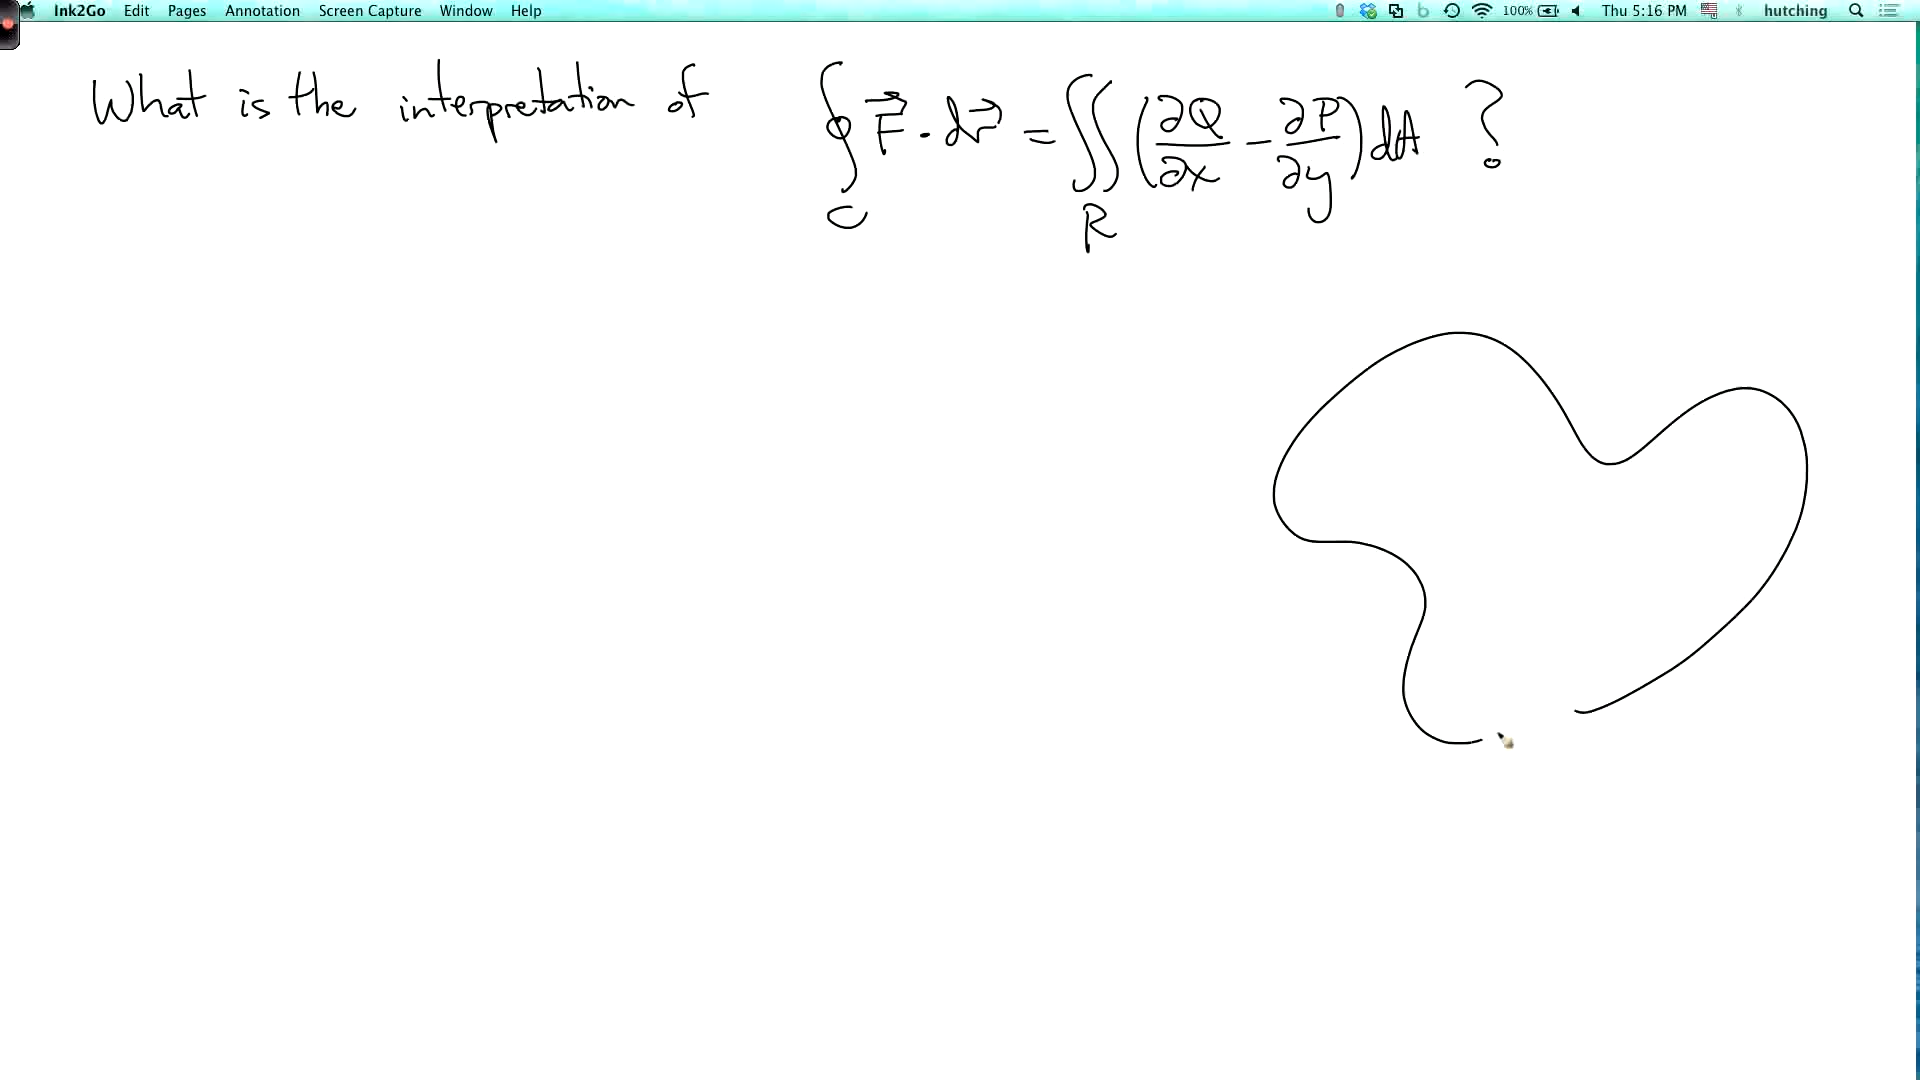 Ink2Go Edit Pages Annotation Screen Capture Window Help 100% Thu 5:16 PM hutching
What is the interpretation of ∮_C F⃗ · dr⃗ = ∬_R (∂Q/∂x − ∂P/∂y) dA ?